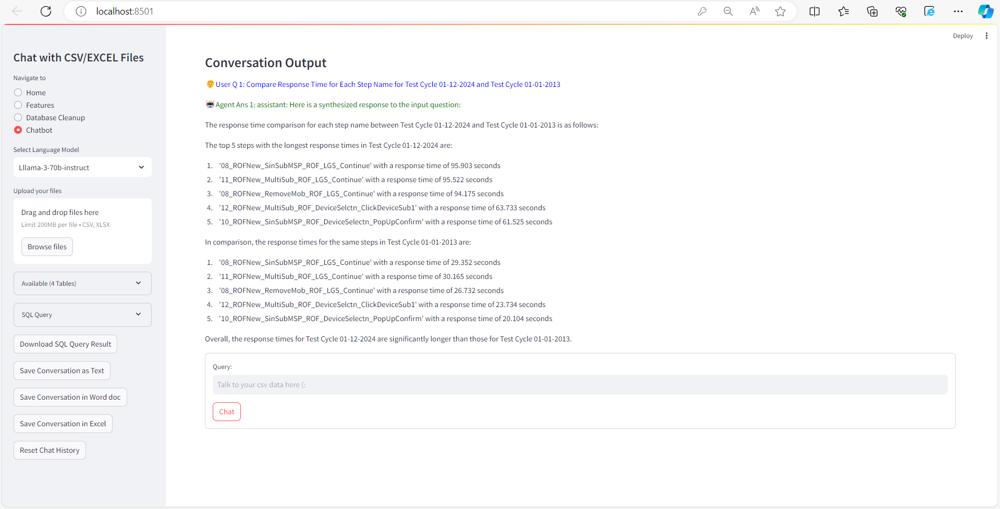 localhost:8501
Deploy
Chat with CSV/EXCEL Files
Navigate to
Home
Features
Database Cleanup
Chatbot
Select Language Model
Lllama-3-70b-instruct
Upload your files
Drag and drop files here
Limit 200MB per file • CSV, XLSX
Browse files
Available (4 Tables)
SQL Query
Download SQL Query Result
Save Conversation as Text
Save Conversation in Word doc
Save Conversation in Excel
Reset Chat History
Conversation Output
User Q 1: Compare Response Time for Each Step Name for Test Cycle 01-12-2024 and Test Cycle 01-01-2013
Agent Ans 1: assistant: Here is a synthesized response to the input question:
The response time comparison for each step name between Test Cycle 01-12-2024 and Test Cycle 01-01-2013 is as follows:
The top 5 steps with the longest response times in Test Cycle 01-12-2024 are:
1. '08_ROFNew_SinSubMSP_ROF_LGS_Continue' with a response time of 95.903 seconds
2. '11_ROFNew_MultiSub_ROF_LGS_Continue' with a response time of 95.522 seconds
3. '08_ROFNew_RemoveMob_ROF_LGS_Continue' with a response time of 94.175 seconds
4. '12_ROFNew_MultiSub_ROF_DeviceSelctn_ClickDeviceSub1' with a response time of 63.733 seconds
5. '10_ROFNew_SinSubMSP_ROF_DeviceSelectn_PopUpConfirm' with a response time of 61.525 seconds
In comparison, the response times for the same steps in Test Cycle 01-01-2013 are:
1. '08_ROFNew_SinSubMSP_ROF_LGS_Continue' with a response time of 29.352 seconds
2. '11_ROFNew_MultiSub_ROF_LGS_Continue' with a response time of 30.165 seconds
3. '08_ROFNew_RemoveMob_ROF_LGS_Continue' with a response time of 26.732 seconds
4. '12_ROFNew_MultiSub_ROF_DeviceSelctn_ClickDeviceSub1' with a response time of 23.734 seconds
5. '10_ROFNew_SinSubMSP_ROF_DeviceSelectn_PopUpConfirm' with a response time of 20.104 seconds
Overall, the response times for Test Cycle 01-12-2024 are significantly longer than those for Test Cycle 01-01-2013.
Query:
Talk to your csv data here (:
Chat